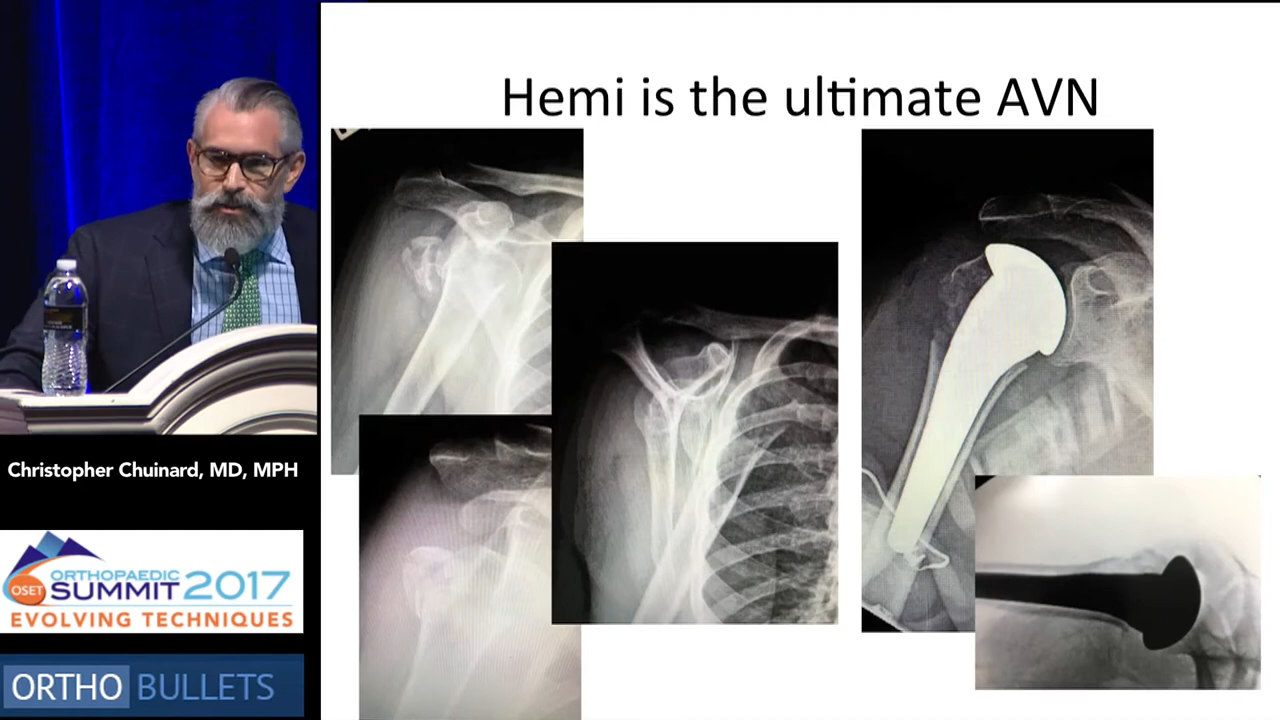 Hemi is the ultimate AVN
Christopher Chuinard, MD, MPH
OSET
ORTHOPAEDIC
SUMMIT 2017
EVOLVING TECHNIQUES
ORTHO BULLETS